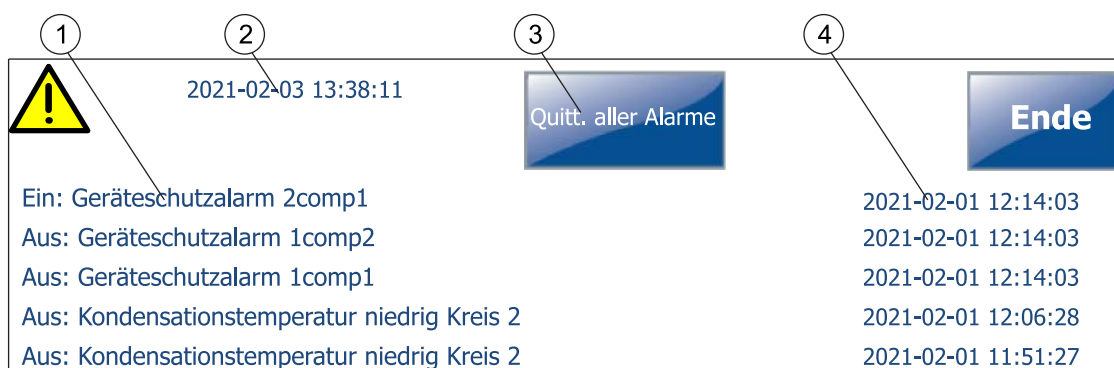 1 2 3 4
2021-02-03 13:38:11
Quitt. aller Alarme
Ende
Ein: Geräteschutzalarm 2comp1 2021-02-01 12:14:03
Aus: Geräteschutzalarm 1comp2 2021-02-01 12:14:03
Aus: Geräteschutzalarm 1comp1 2021-02-01 12:14:03
Aus: Kondensationstemperatur niedrig Kreis 2 2021-02-01 12:06:28
Aus: Kondensationstemperatur niedrig Kreis 2 2021-02-01 11:51:27